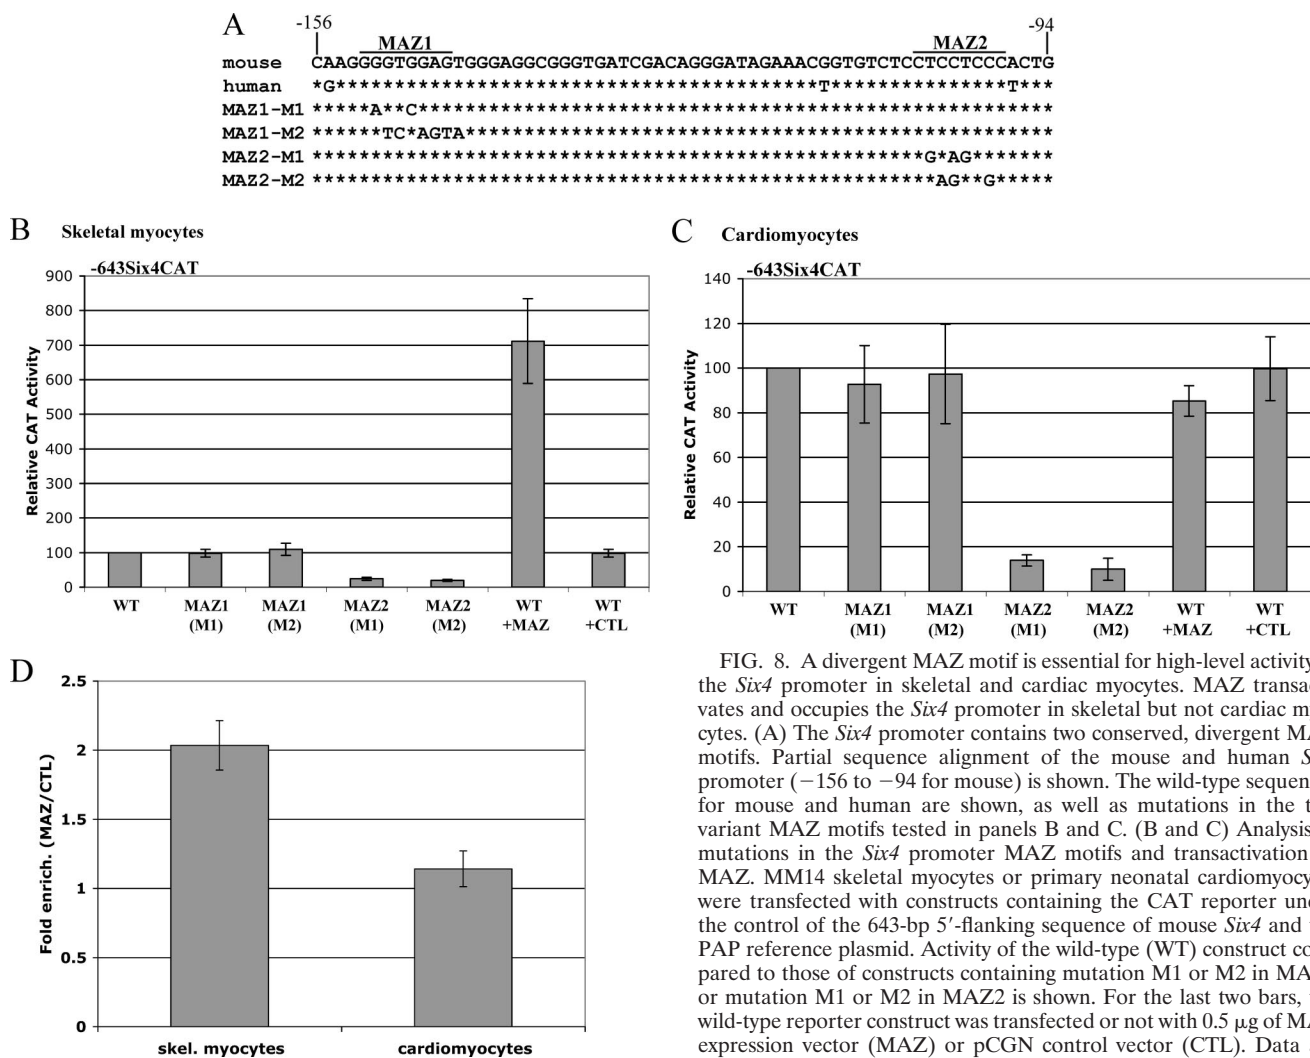 A
-156
-94
MAZ1
MAZ2
mouse CAAGGGGTGGAGTGGGAGGCGGGTGATCGACAGGGATAGAAACGGTGTCTCCTCCTCCCACTG
human *G*****************************************T***************T***
MAZ1-M1 *****A**C******************************************************
MAZ1-M2 ******TC*AGTA**************************************************
MAZ2-M1 ****************************************************G*AG*******
MAZ2-M2 *****************************************************AG**G*****
B Skeletal myocytes
-643Six4CAT
Relative CAT Activity
900
800
700
600
500
400
300
200
100
0
WT
MAZ1 (M1)
MAZ1 (M2)
MAZ2 (M1)
MAZ2 (M2)
WT +MAZ
WT +CTL
C Cardiomyocytes
-643Six4CAT
Relative CAT Activity
140
120
100
80
60
40
20
0
WT
MAZ1 (M1)
MAZ1 (M2)
MAZ2 (M1)
MAZ2 (M2)
WT +MAZ
WT +CTL
D
Fold enrich. (MAZ/CTL)
2.5
2
1.5
1
0.5
0
skel. myocytes
cardiomyocytes
FIG. 8. A divergent MAZ motif is essential for high-level activity
the Six4 promoter in skeletal and cardiac myocytes. MAZ transac
vates and occupies the Six4 promoter in skeletal but not cardiac my
cytes. (A) The Six4 promoter contains two conserved, divergent MA
motifs. Partial sequence alignment of the mouse and human S
promoter (−156 to −94 for mouse) is shown. The wild-type sequen
for mouse and human are shown, as well as mutations in the t
variant MAZ motifs tested in panels B and C. (B and C) Analysis
mutations in the Six4 promoter MAZ motifs and transactivation
MAZ. MM14 skeletal myocytes or primary neonatal cardiomyocy
were transfected with constructs containing the CAT reporter und
the control of the 643-bp 5′-flanking sequence of mouse Six4 and
PAP reference plasmid. Activity of the wild-type (WT) construct co
pared to those of constructs containing mutation M1 or M2 in MA
or mutation M1 or M2 in MAZ2 is shown. For the last two bars,
wild-type reporter construct was transfected or not with 0.5 μg of MA
expression vector (MAZ) or pCGN control vector (CTL). Data